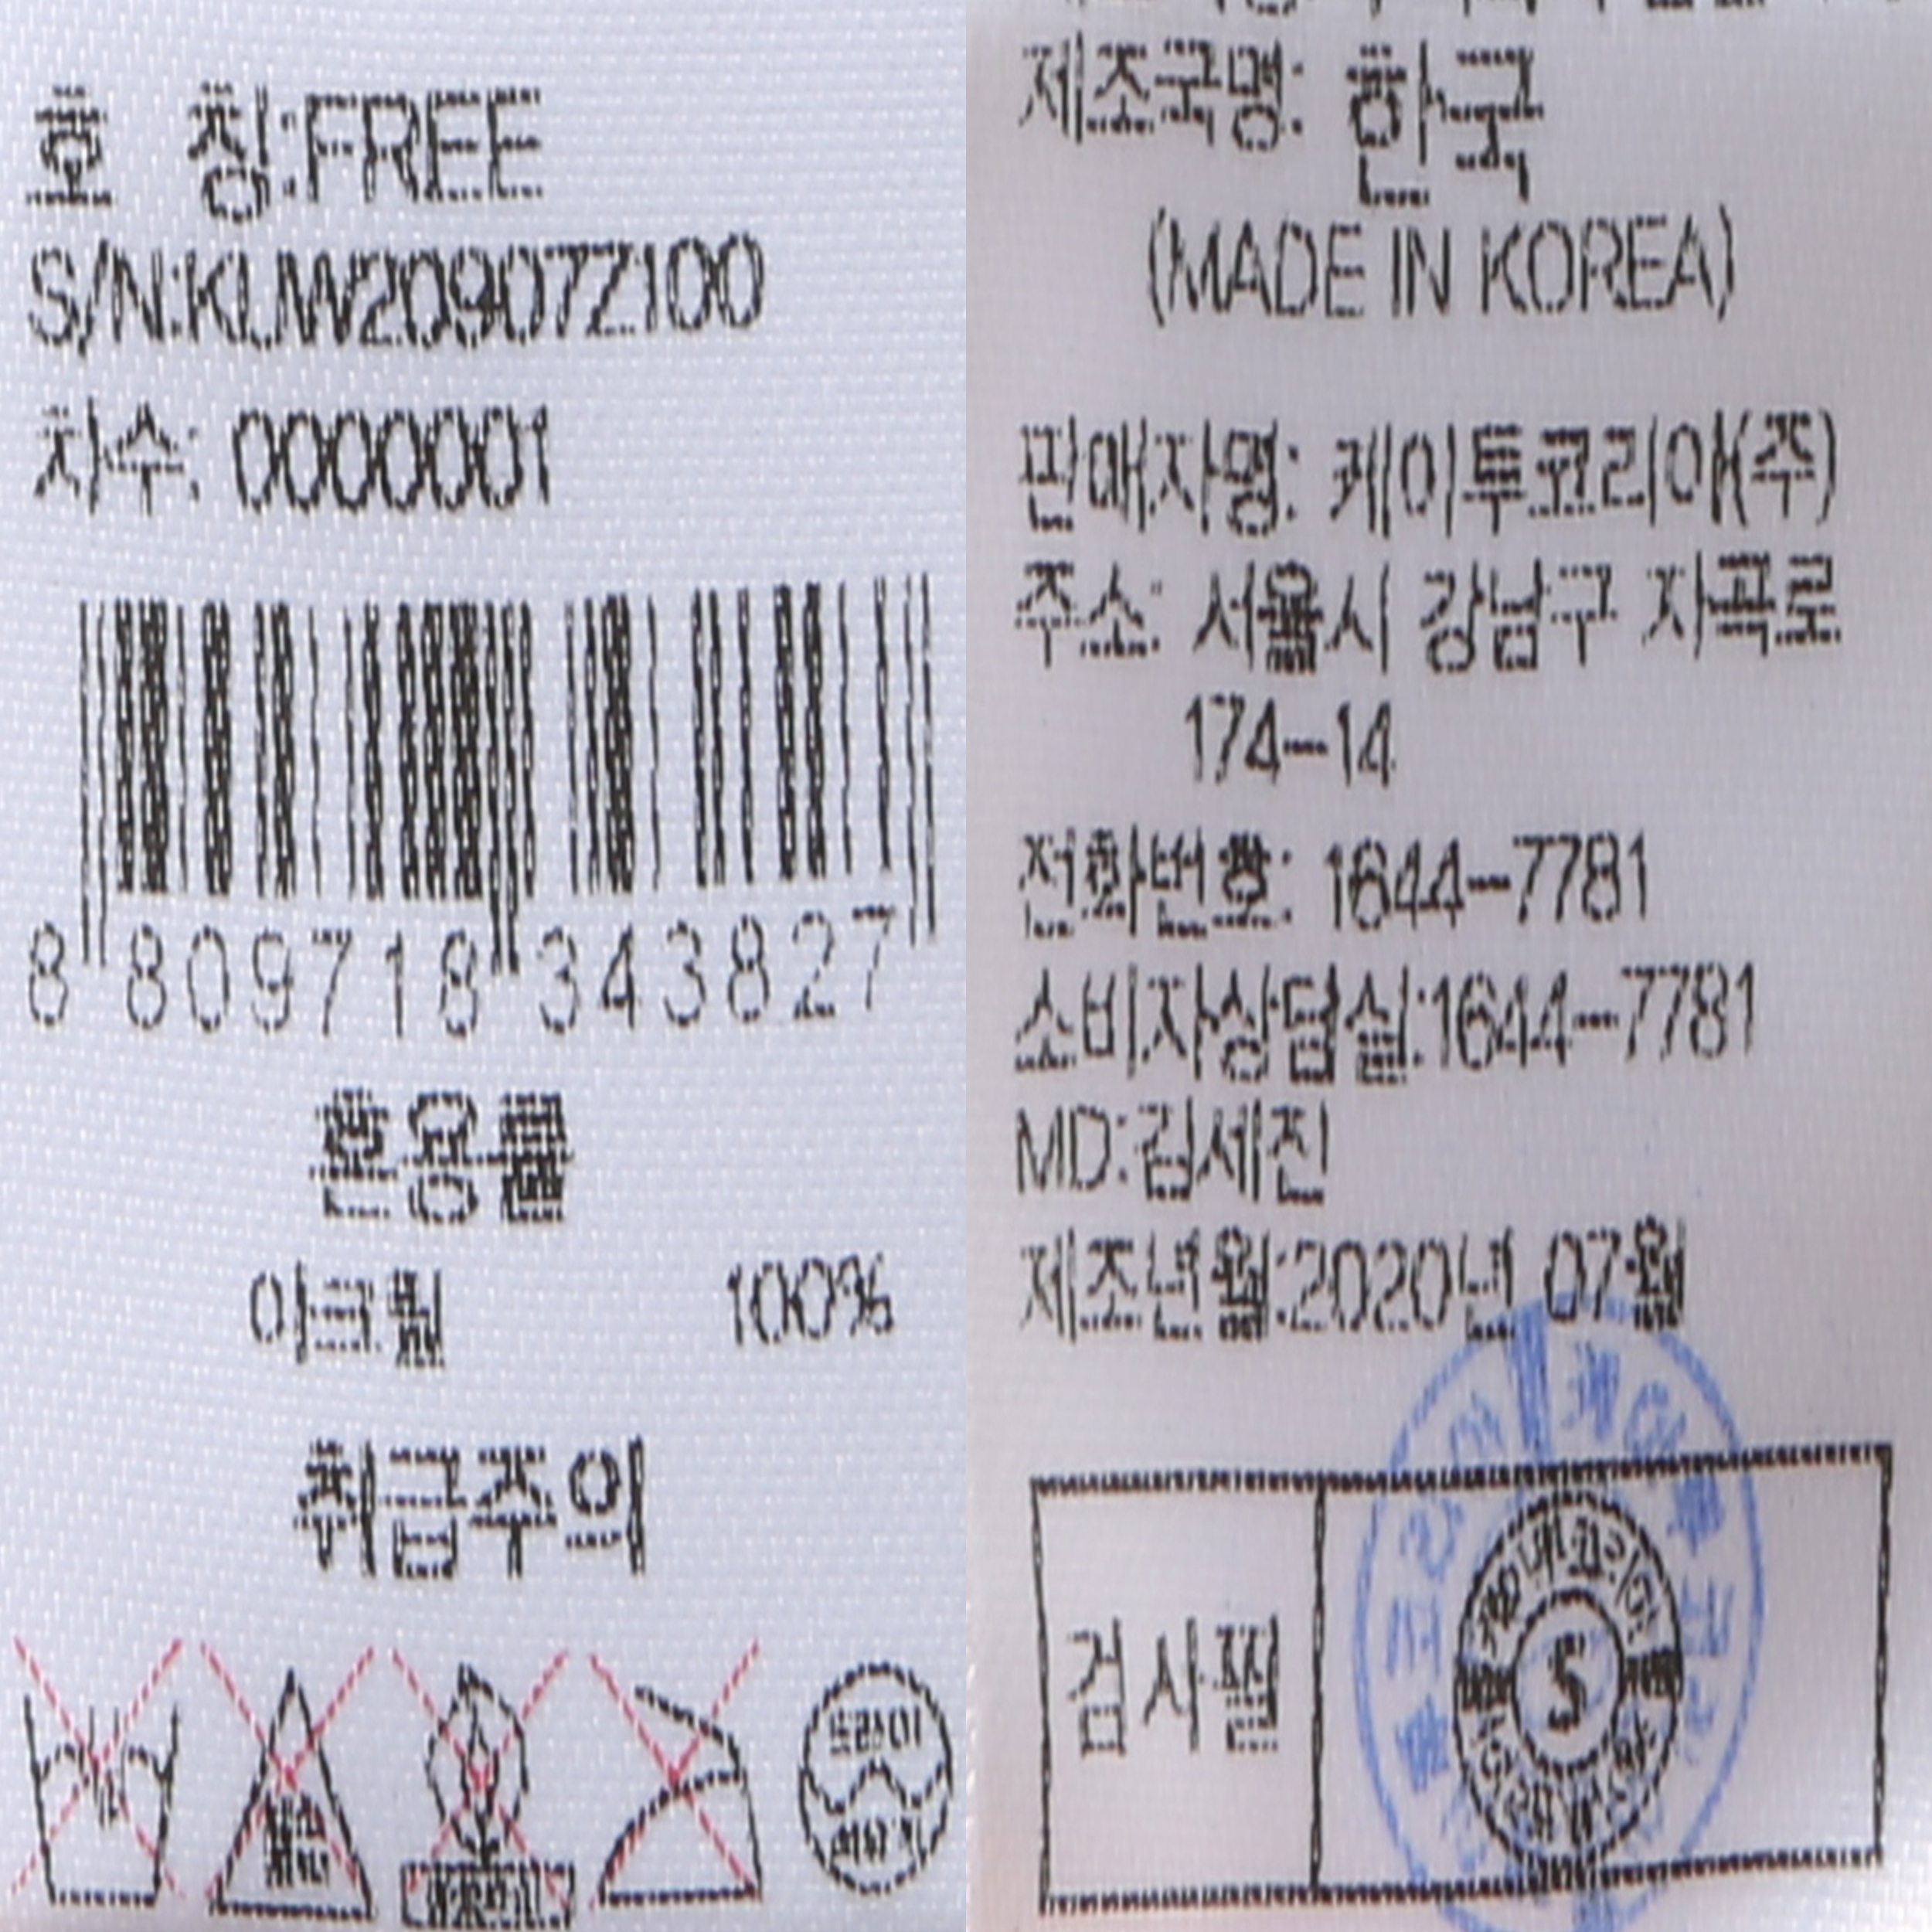 호 칭:FREE
S/N:KLW20907Z100
차수: 0000001
8 809718 343827
혼용률
아크릴 100%
취급주의
드라이
제조국명: 한국
(MADE IN KOREA)
판매자명: 케이투코리아(주)
주소: 서울시 강남구 자곡로
174-14
전화번호: 1644-7781
소비자상담실:1644-7781
MD:김세진
제조년월:2020년 07월
검사필
S